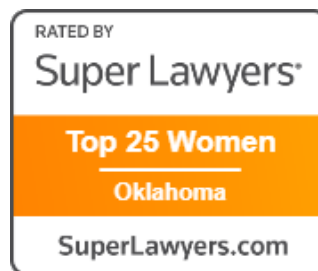 RATED BY
Super Lawyers®
Top 25 Women
Oklahoma
SuperLawyers.com